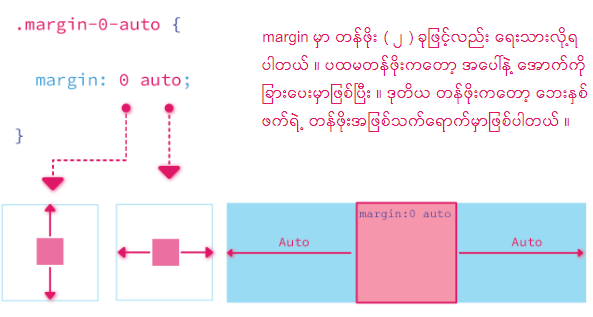 .margin-0-auto {
margin: 0 auto;
}
margin မှာ တန်ဖိုး ( ၂ ) ခုဖြင့်လည်း ရေးသားလို့ရ
ပါတယ် ။ ပထမတန်ဖိုးကတော့ အပေါ်နဲ့ အောက်ကို
ခြားပေးမှာဖြစ်ပြီး ။ ဒုတိယ တန်ဖိုးကတော့ ဘေးနှစ်
ဖက်ရဲ့ တန်ဖိုးအဖြစ်သက်ရောက်မှာဖြစ်ပါတယ် ။
margin:0 auto
Auto
Auto